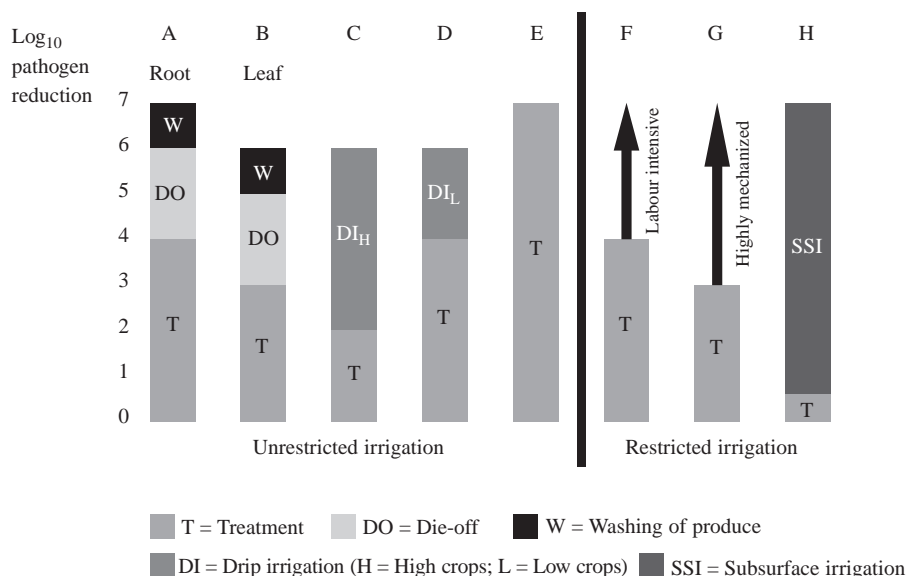 Log10 A B C D E F G H
pathogen
reduction Root Leaf
7
W
6
W
DO
5
DI_L
DO DI_H
4
Labour intensive
Highly mechanized
T SSI
3
T T
2
T T T
1
T T
0
Unrestricted irrigation Restricted irrigation
T = Treatment DO = Die-off W = Washing of produce
DI = Drip irrigation (H = High crops; L = Low crops) SSI = Subsurface irrigation